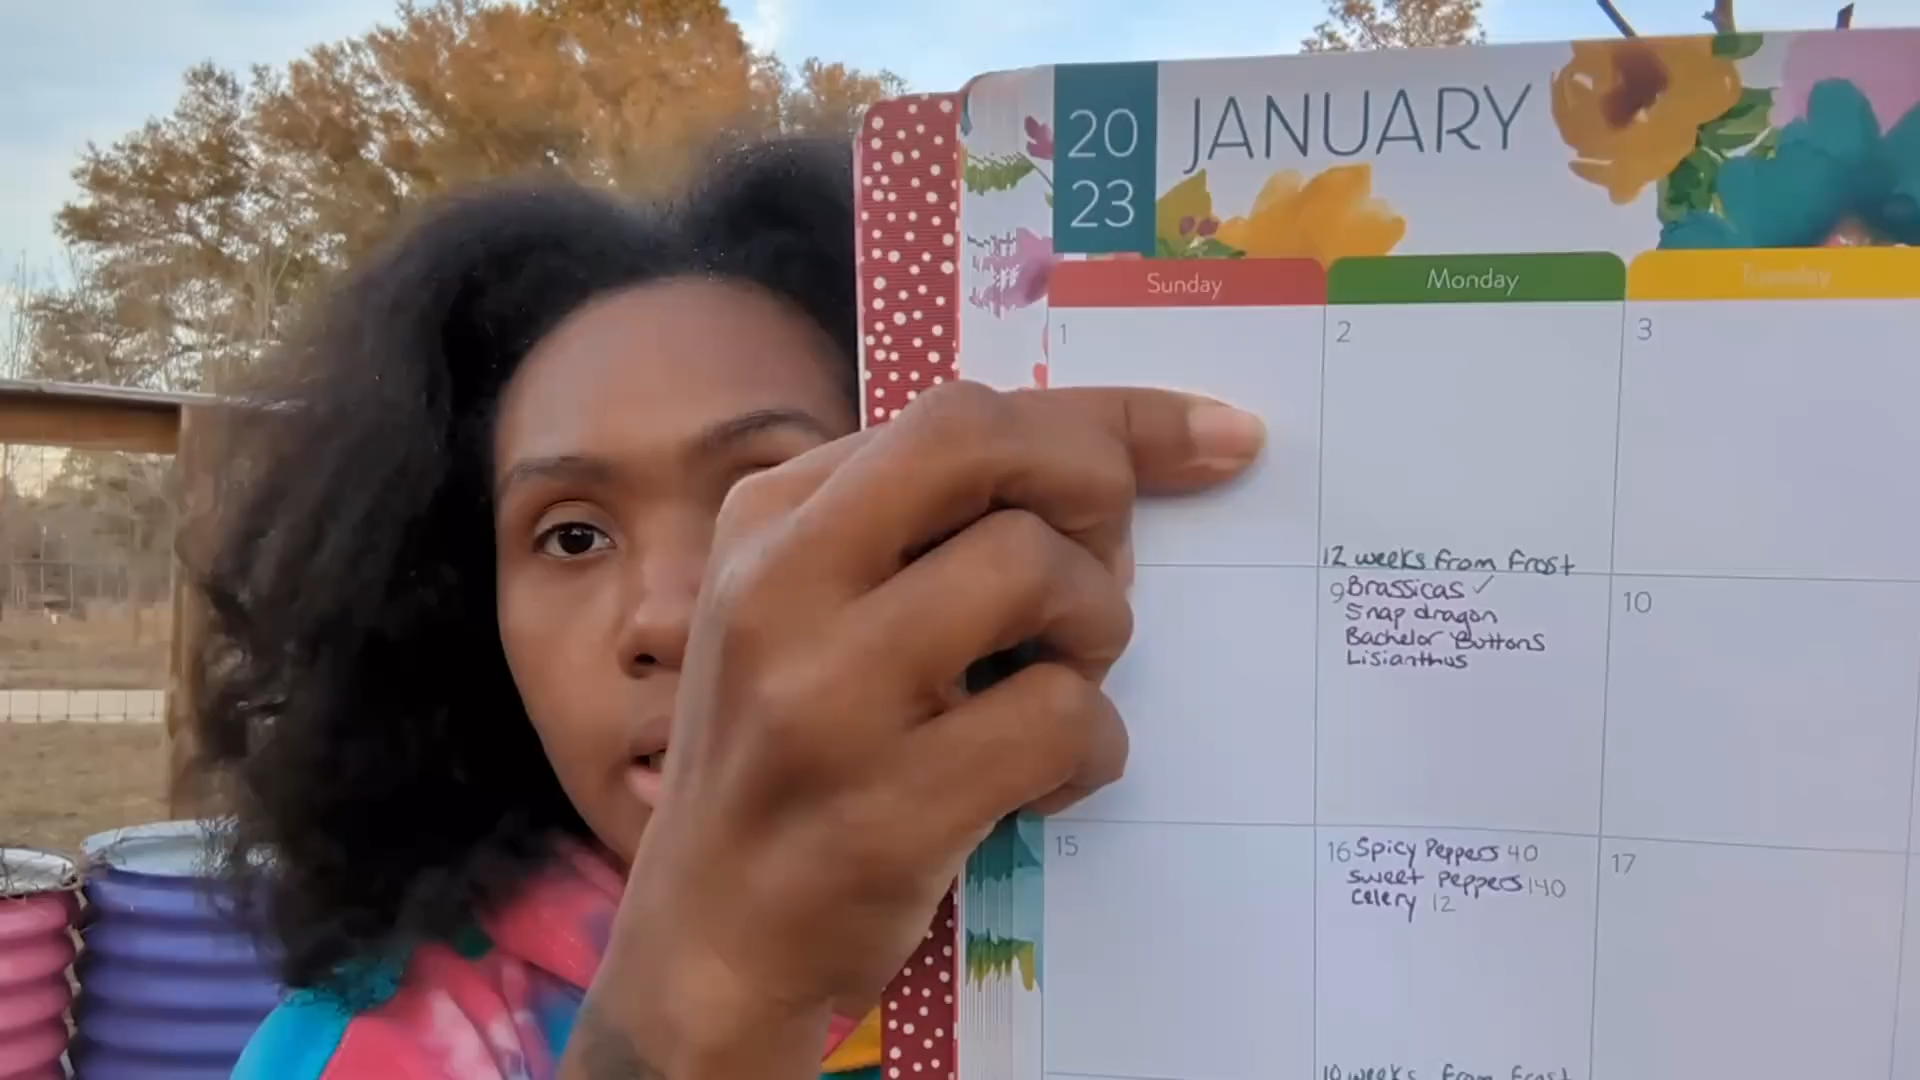 20
23
JANUARY
Sunday
Monday
Tuesday
1
2
3
12 weeks from frost
9 Brassicas ✓
Snap dragon
Bachelor Buttons
Lisianthus
10
15
16 Spicy Peppers 40
sweet peppers 140
Celery 12
17
10 weeks from frost